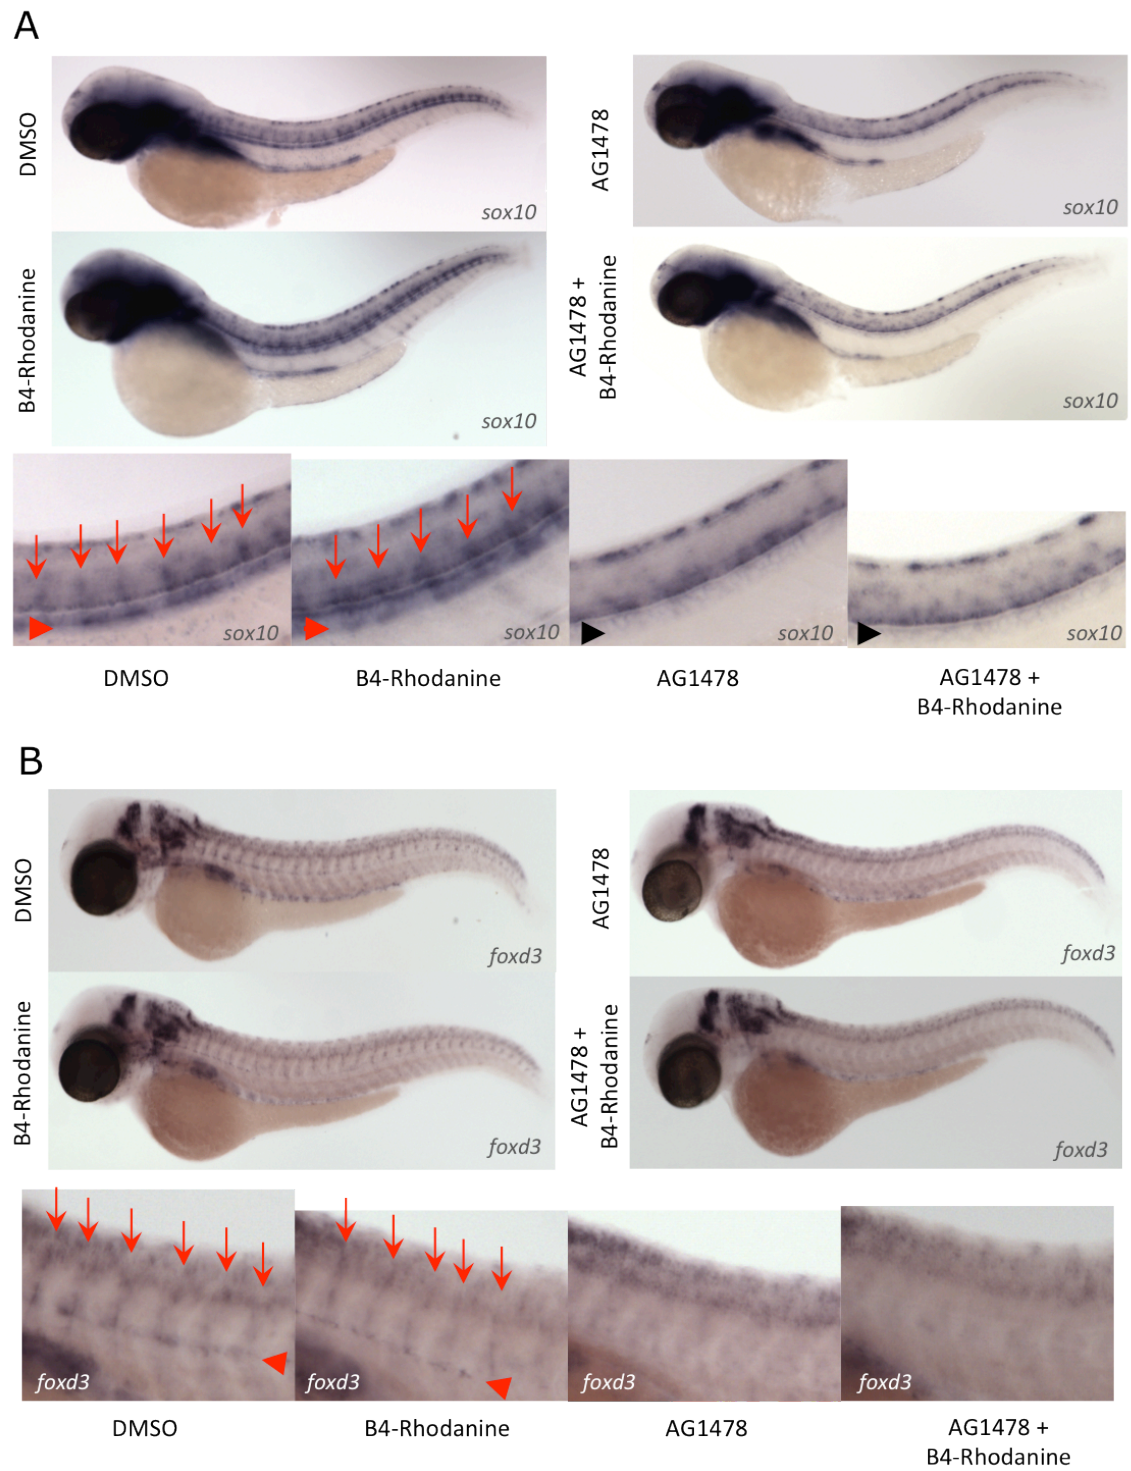 A
DMSO
sox10
AG1478
sox10
B4-Rhodanine
sox10
AG1478 +
B4-Rhodanine
sox10
sox10
sox10
sox10
sox10
DMSO
B4-Rhodanine
AG1478
AG1478 +
B4-Rhodanine
B
DMSO
foxd3
AG1478
foxd3
B4-Rhodanine
foxd3
AG1478 +
B4-Rhodanine
foxd3
foxd3
foxd3
foxd3
foxd3
DMSO
B4-Rhodanine
AG1478
AG1478 +
B4-Rhodanine